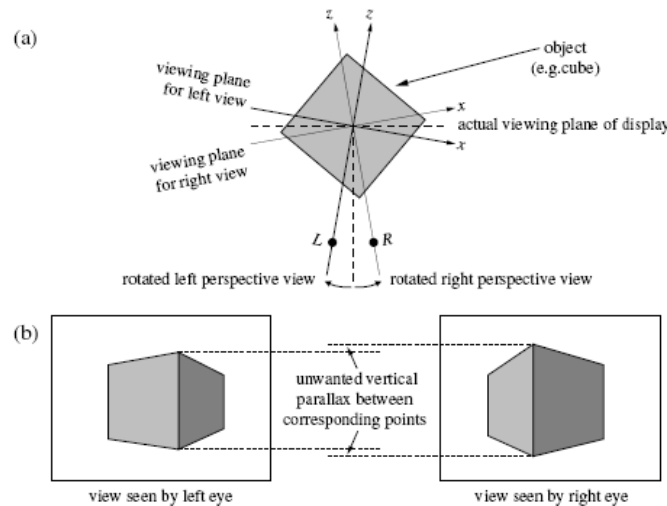 (a)
z
z
object
(e.g.cube)
viewing plane
for left view
x
actual viewing plane of display
x
viewing plane
for right view
L
R
rotated left perspective view
rotated right perspective view
(b)
unwanted vertical
parallax between
corresponding points
view seen by left eye
view seen by right eye